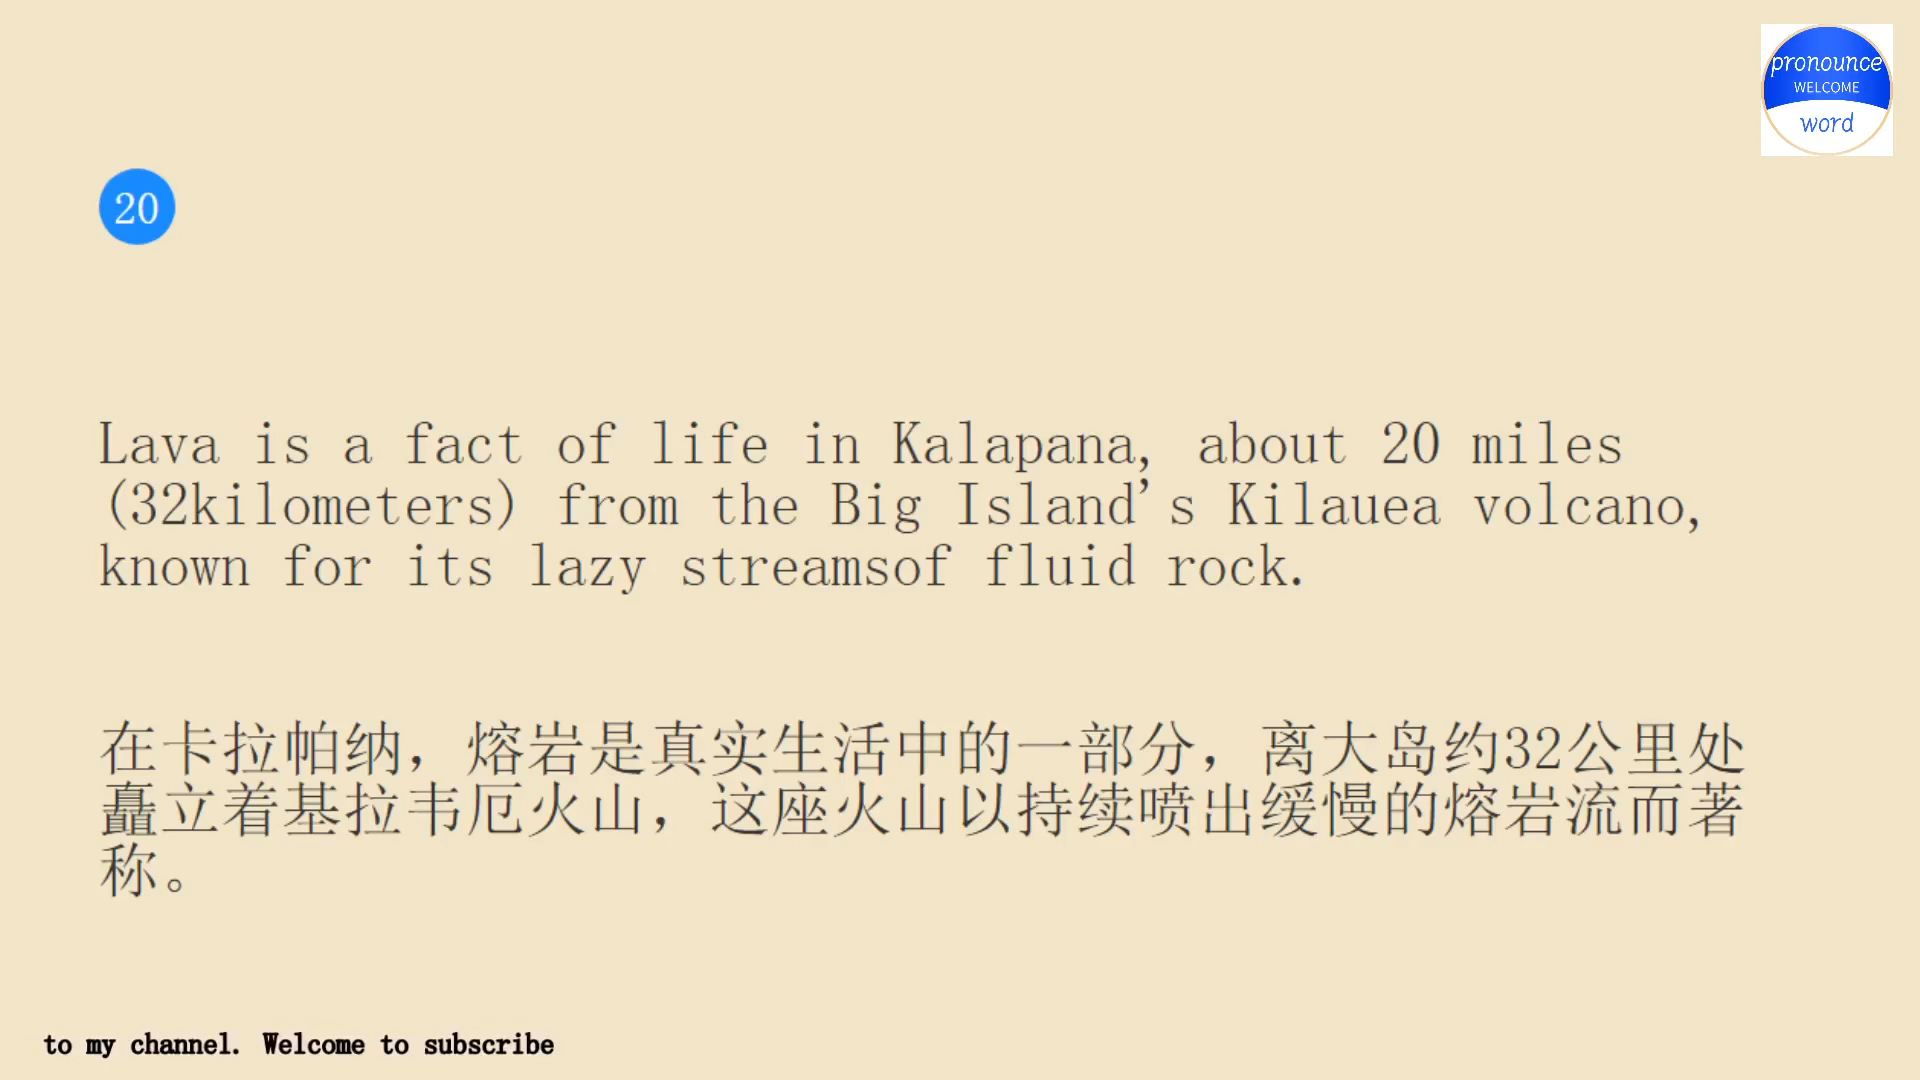 pronounce
WELCOME
word
20
Lava is a fact of life in Kalapana, about 20 miles
(32kilometers) from the Big Island's Kilauea volcano,
known for its lazy streamsof fluid rock.
在卡拉帕纳，熔岩是真实生活中的一部分，离大岛约32公里处
矗立着基拉韦厄火山，这座火山以持续喷出缓慢的熔岩流而著
称。
to my channel. Welcome to subscribe